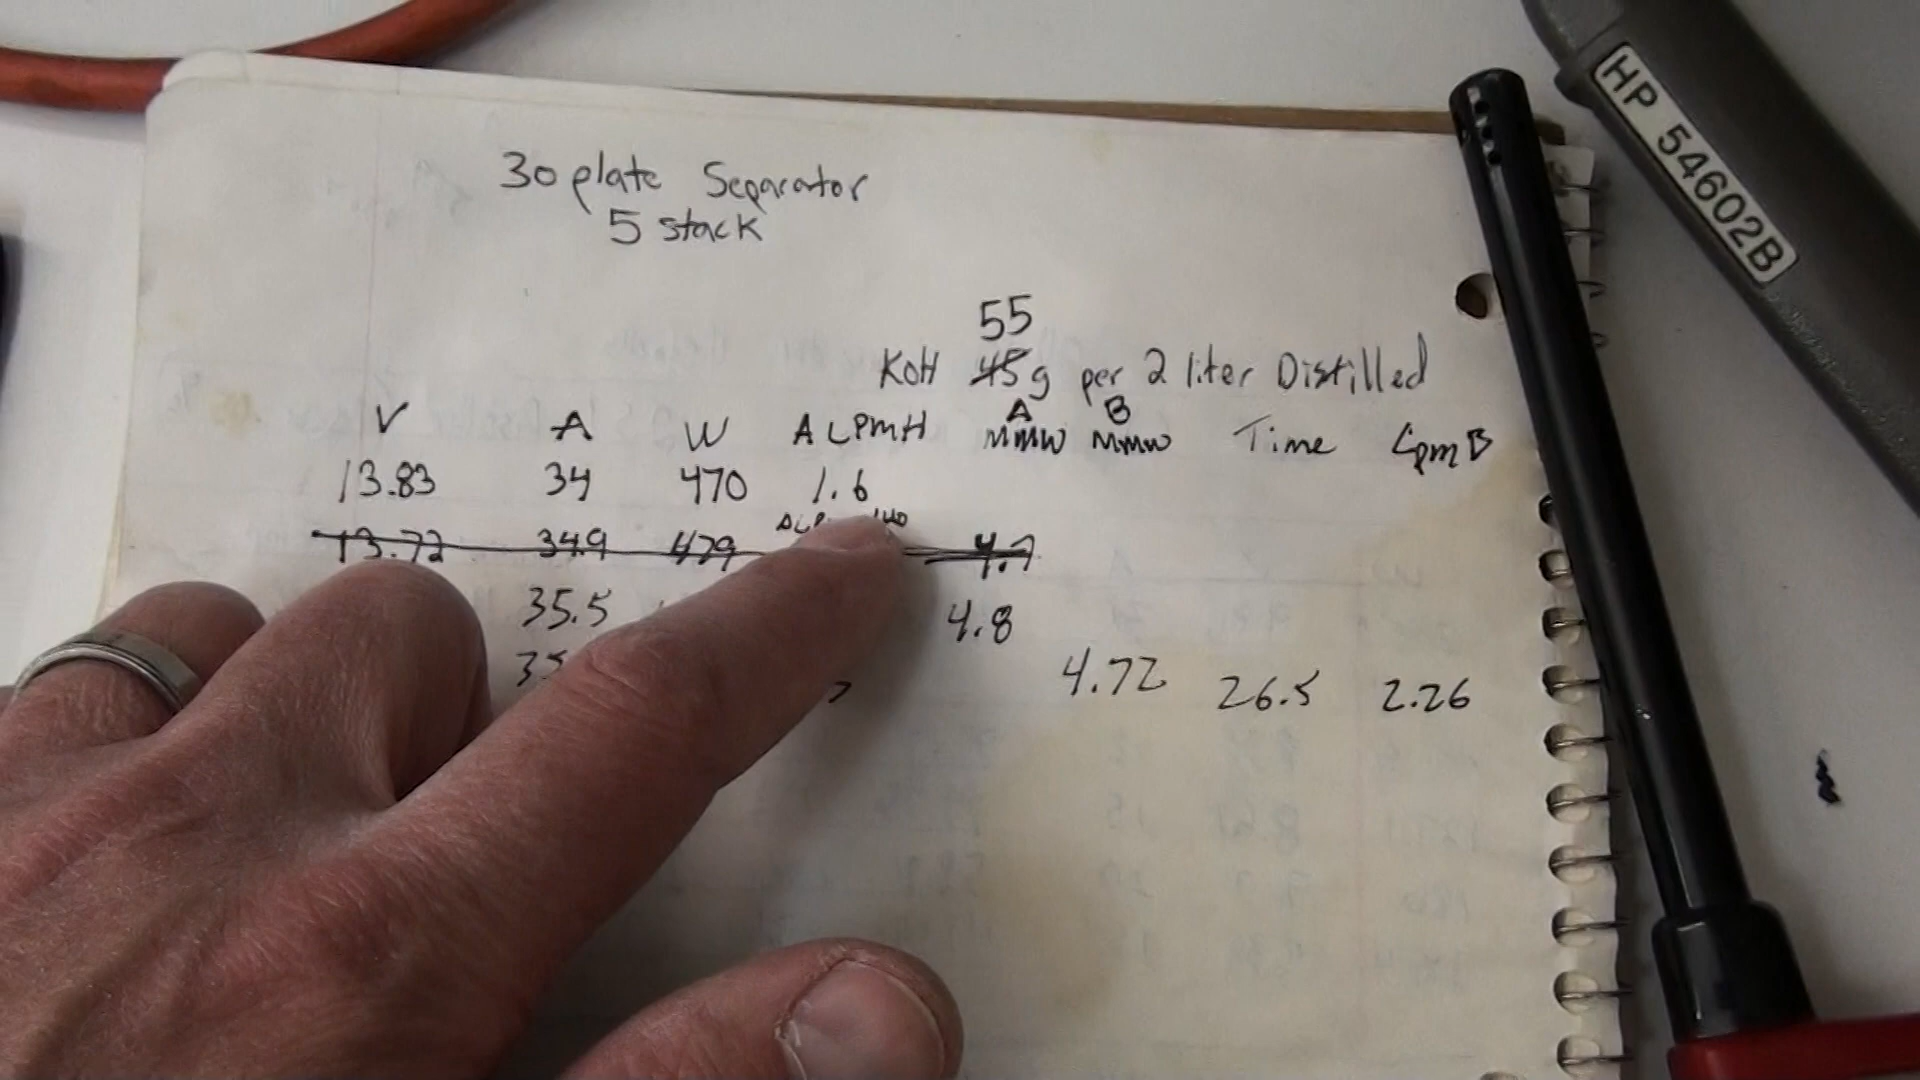 30 plate Separator
5 stack
55
KOH 45g per 2 liter Distilled
A B
V A W A LPMH MMW MMW Time LpmB
13.83 34 470 1.6
13.72 34.9 479 4.7
35.5 4.8
4.72 26.5 2.26
HP 54602B